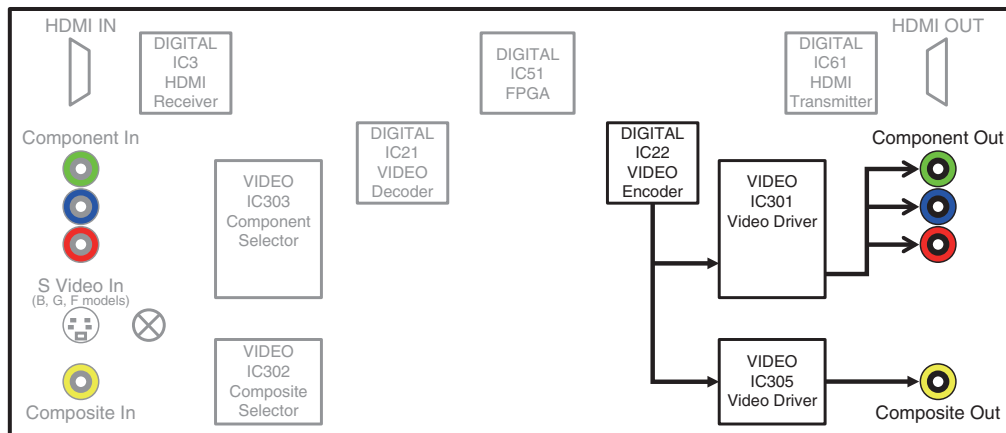 HDMI IN
DIGITAL
IC3
HDMI
Receiver
DIGITAL
IC51
FPGA
DIGITAL
IC61
HDMI
Transmitter
HDMI OUT
Component In
DIGITAL
IC21
VIDEO
Decoder
DIGITAL
IC22
VIDEO
Encoder
Component Out
VIDEO
IC303
Component
Selector
VIDEO
IC301
Video Driver
S Video In
(B, G, F models)
VIDEO
IC302
Composite
Selector
VIDEO
IC305
Video Driver
Composite In
Composite Out